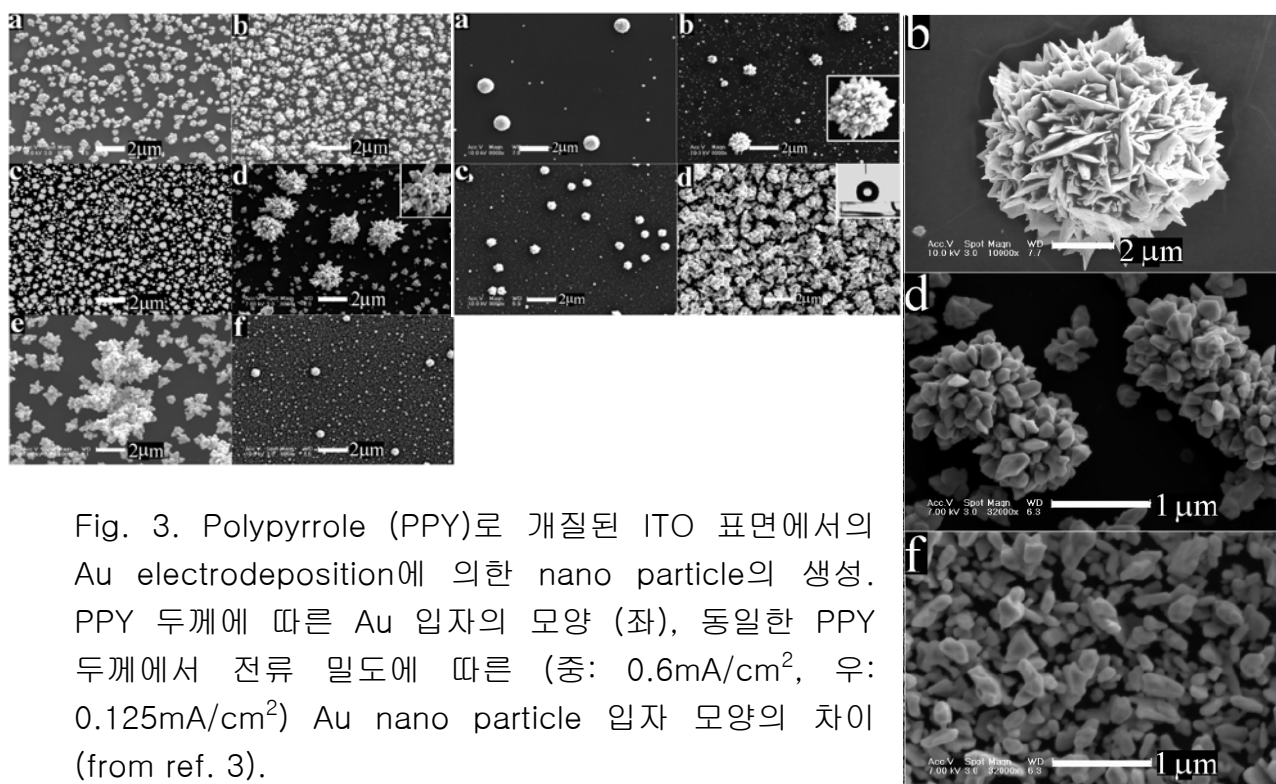 a
b
2μm
2μm
c
d
2μm
2μm
e
f
2μm
2μm
a
b
2μm
2μm
c
d
2μm
2μm
b
Acc.V Spot Magn WD
10.0 kV 3.0 10000x 7.7
2 μm
d
Acc.V Spot Magn WD
7.00 kV 3.0 32000x 6.3
1 μm
f
Acc.V Spot Magn WD
7.00 kV 3.0 32000x 6.3
1 μm
Fig. 3. Polypyrrole (PPY)로 개질된 ITO 표면에서의
Au electrodeposition에 의한 nano particle의 생성.
PPY 두께에 따른 Au 입자의 모양 (좌), 동일한 PPY
두께에서 전류 밀도에 따른 (중: 0.6mA/cm², 우:
0.125mA/cm²) Au nano particle 입자 모양의 차이
(from ref. 3).